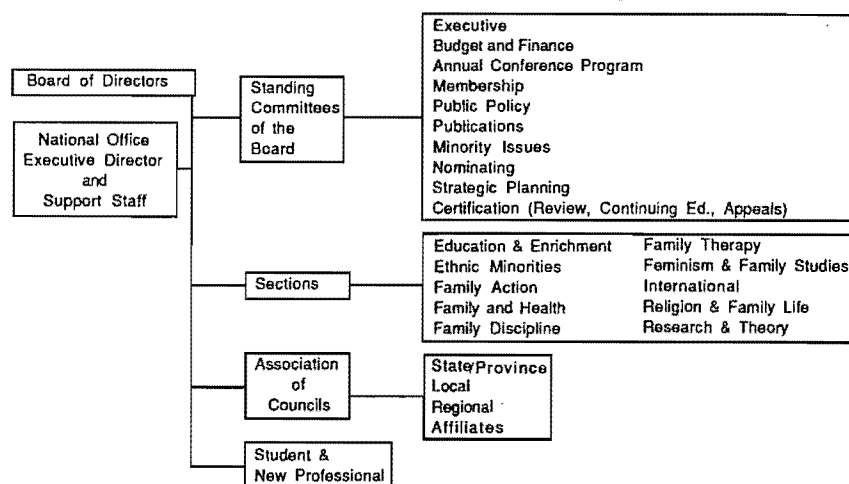 Board of Directors
National Office
Executive Director
and
Support Staff
Standing
Committees
of the
Board
Executive
Budget and Finance
Annual Conference Program
Membership
Public Policy
Publications
Minority Issues
Nominating
Strategic Planning
Certification (Review, Continuing Ed., Appeals)
Sections
Education & Enrichment
Ethnic Minorities
Family Action
Family and Health
Family Discipline
Family Therapy
Feminism & Family Studies
International
Religion & Family Life
Research & Theory
Association
of
Councils
State/Province
Local
Regional
Affiliates
Student &
New Professional